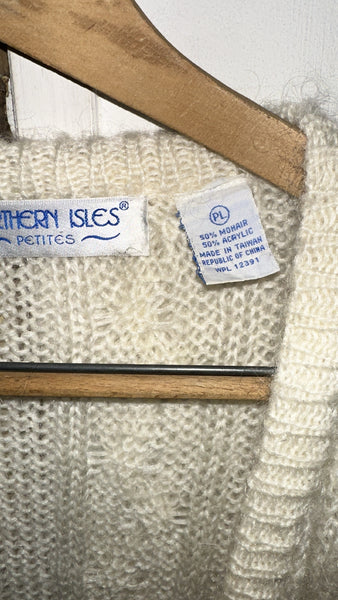 THERN ISLES®
PETITES
PL
50% MOHAIR
50% ACRYLIC
MADE IN TAIWAN
REPUBLIC OF CHINA
WPL 12391